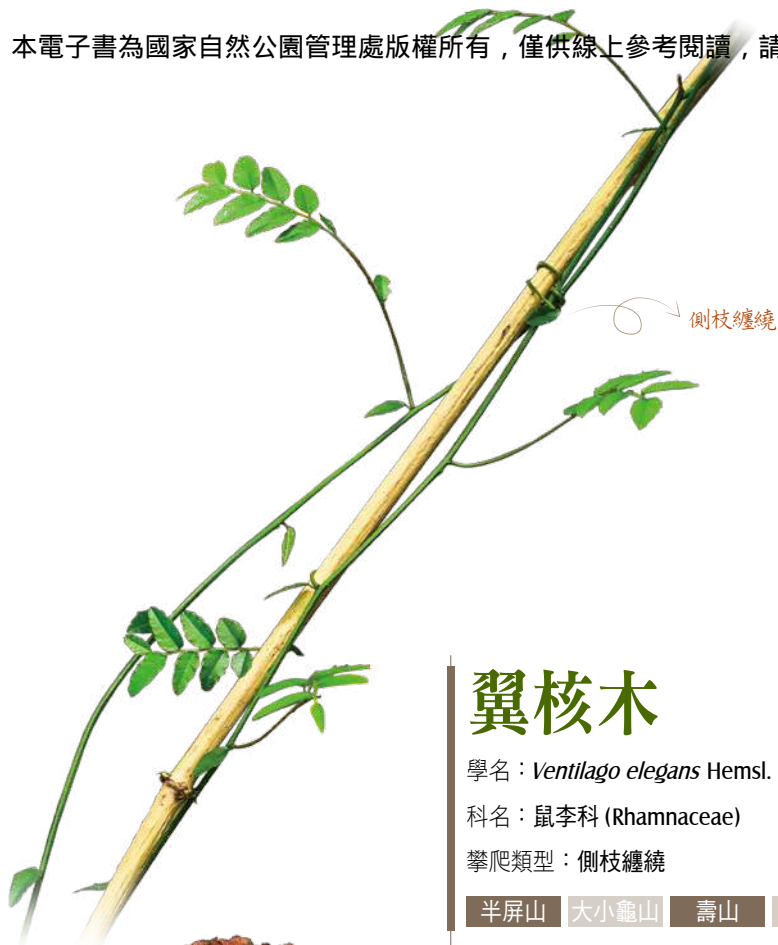 本電子書為國家自然公園管理處版權所有，僅供線上參考閱讀，請
側枝纏繞
翼核木
學名：Ventilago elegans Hemsl.
科名：鼠李科 (Rhamnaceae)
攀爬類型：側枝纏繞
半屏山 大小龜山 壽山